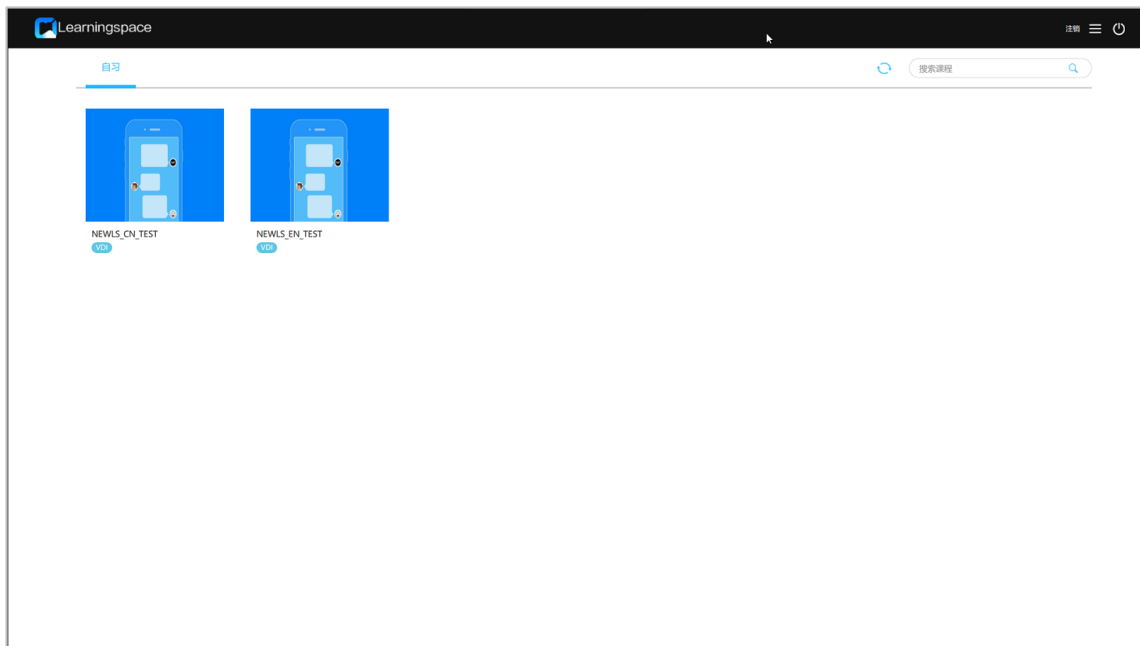 Learningspace
注销
自习
搜索课程
NEWLS_CN_TEST
VDI
NEWLS_EN_TEST
VDI